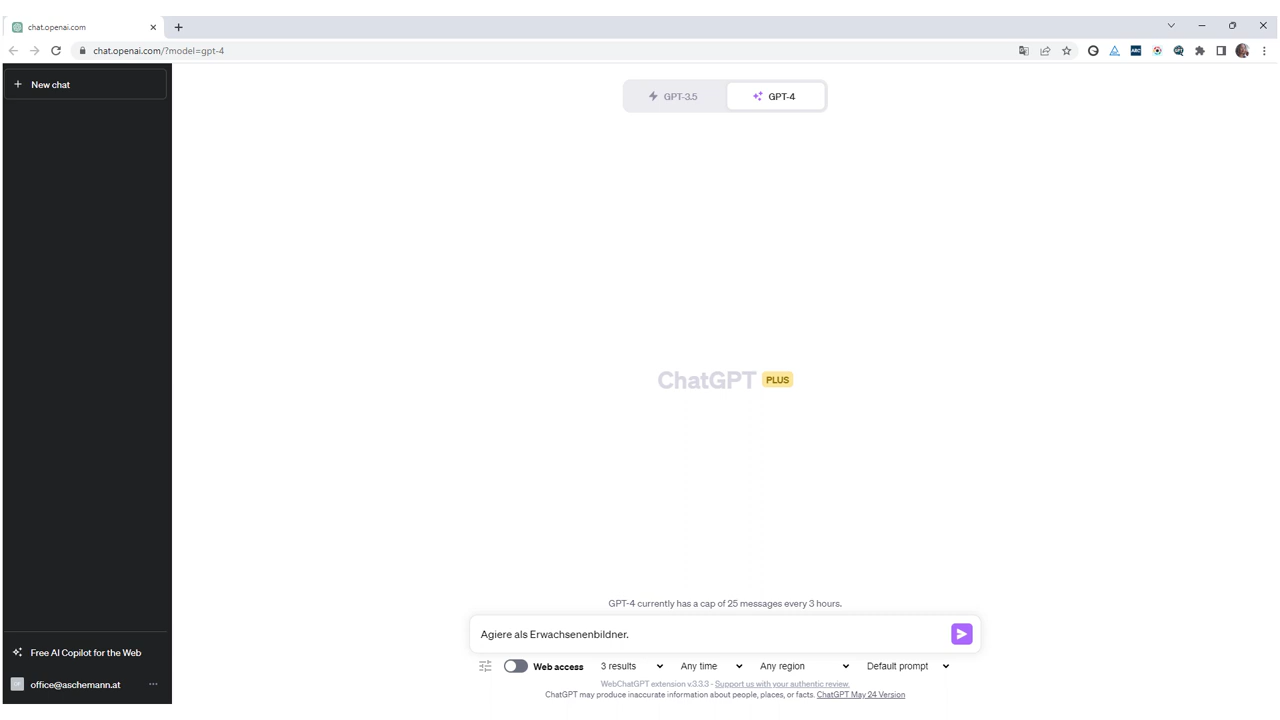 chat.openai.com
chat.openai.com/?model=gpt-4
New chat
GPT-3.5
GPT-4
ChatGPT PLUS
GPT-4 currently has a cap of 25 messages every 3 hours.
Agiere als Erwachsenenbildner.
Web access 3 results Any time Any region Default prompt
WebChatGPT extension v.3.3.3 - Support us with your authentic review.
ChatGPT may produce inaccurate information about people, places, or facts. ChatGPT May 24 Version
Free AI Copilot for the Web
office@aschemann.at